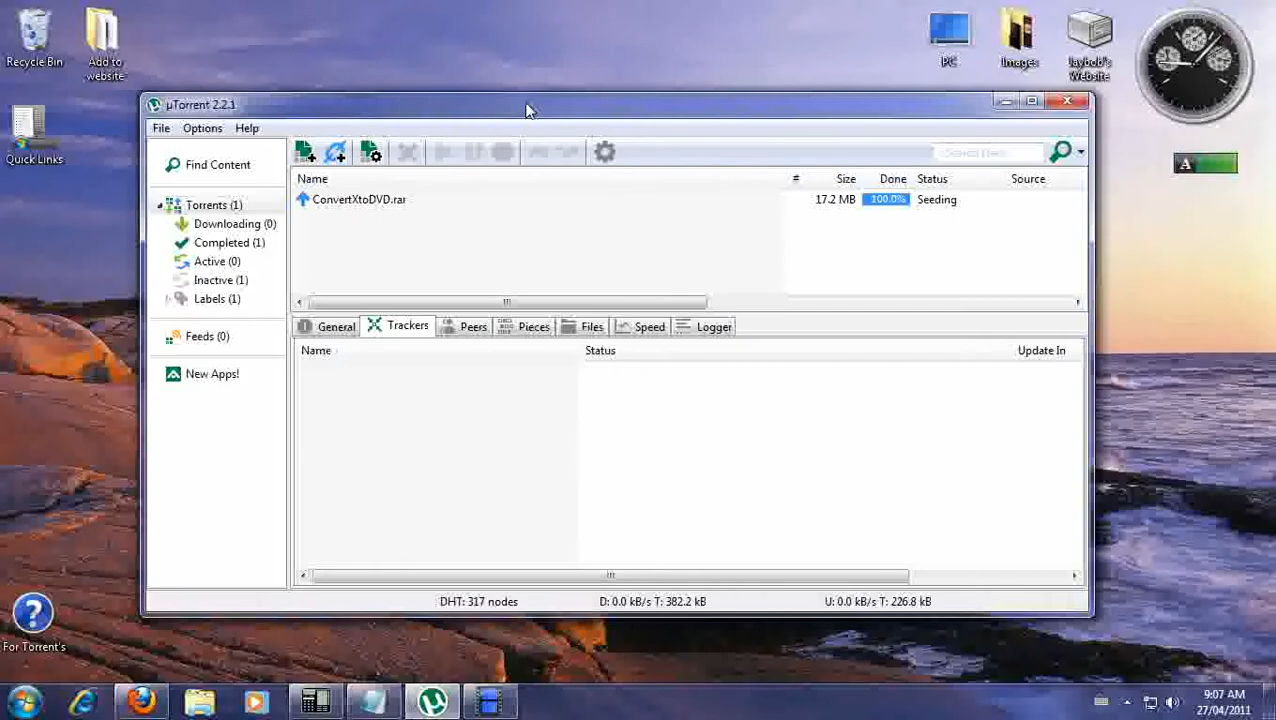 Recycle Bin
Add to
website
PC
Images
Jaybob's
Website
Quick Links
A
µTorrent 2.2.1
File Options Help
Find Content
Name # Size Done Status Source
ConvertXtoDVD.rar 17.2 MB 100.0% Seeding
Torrents (1)
Downloading (0)
Completed (1)
Active (0)
Inactive (1)
Labels (1)
Feeds (0)
New Apps!
General Trackers Peers Pieces Files Speed Logger
Name Status Update In
DHT: 317 nodes D: 0.0 kB/s T: 382.2 kB U: 0.0 kB/s T: 226.8 kB
For Torrent's
9:07 AM
27/04/2011